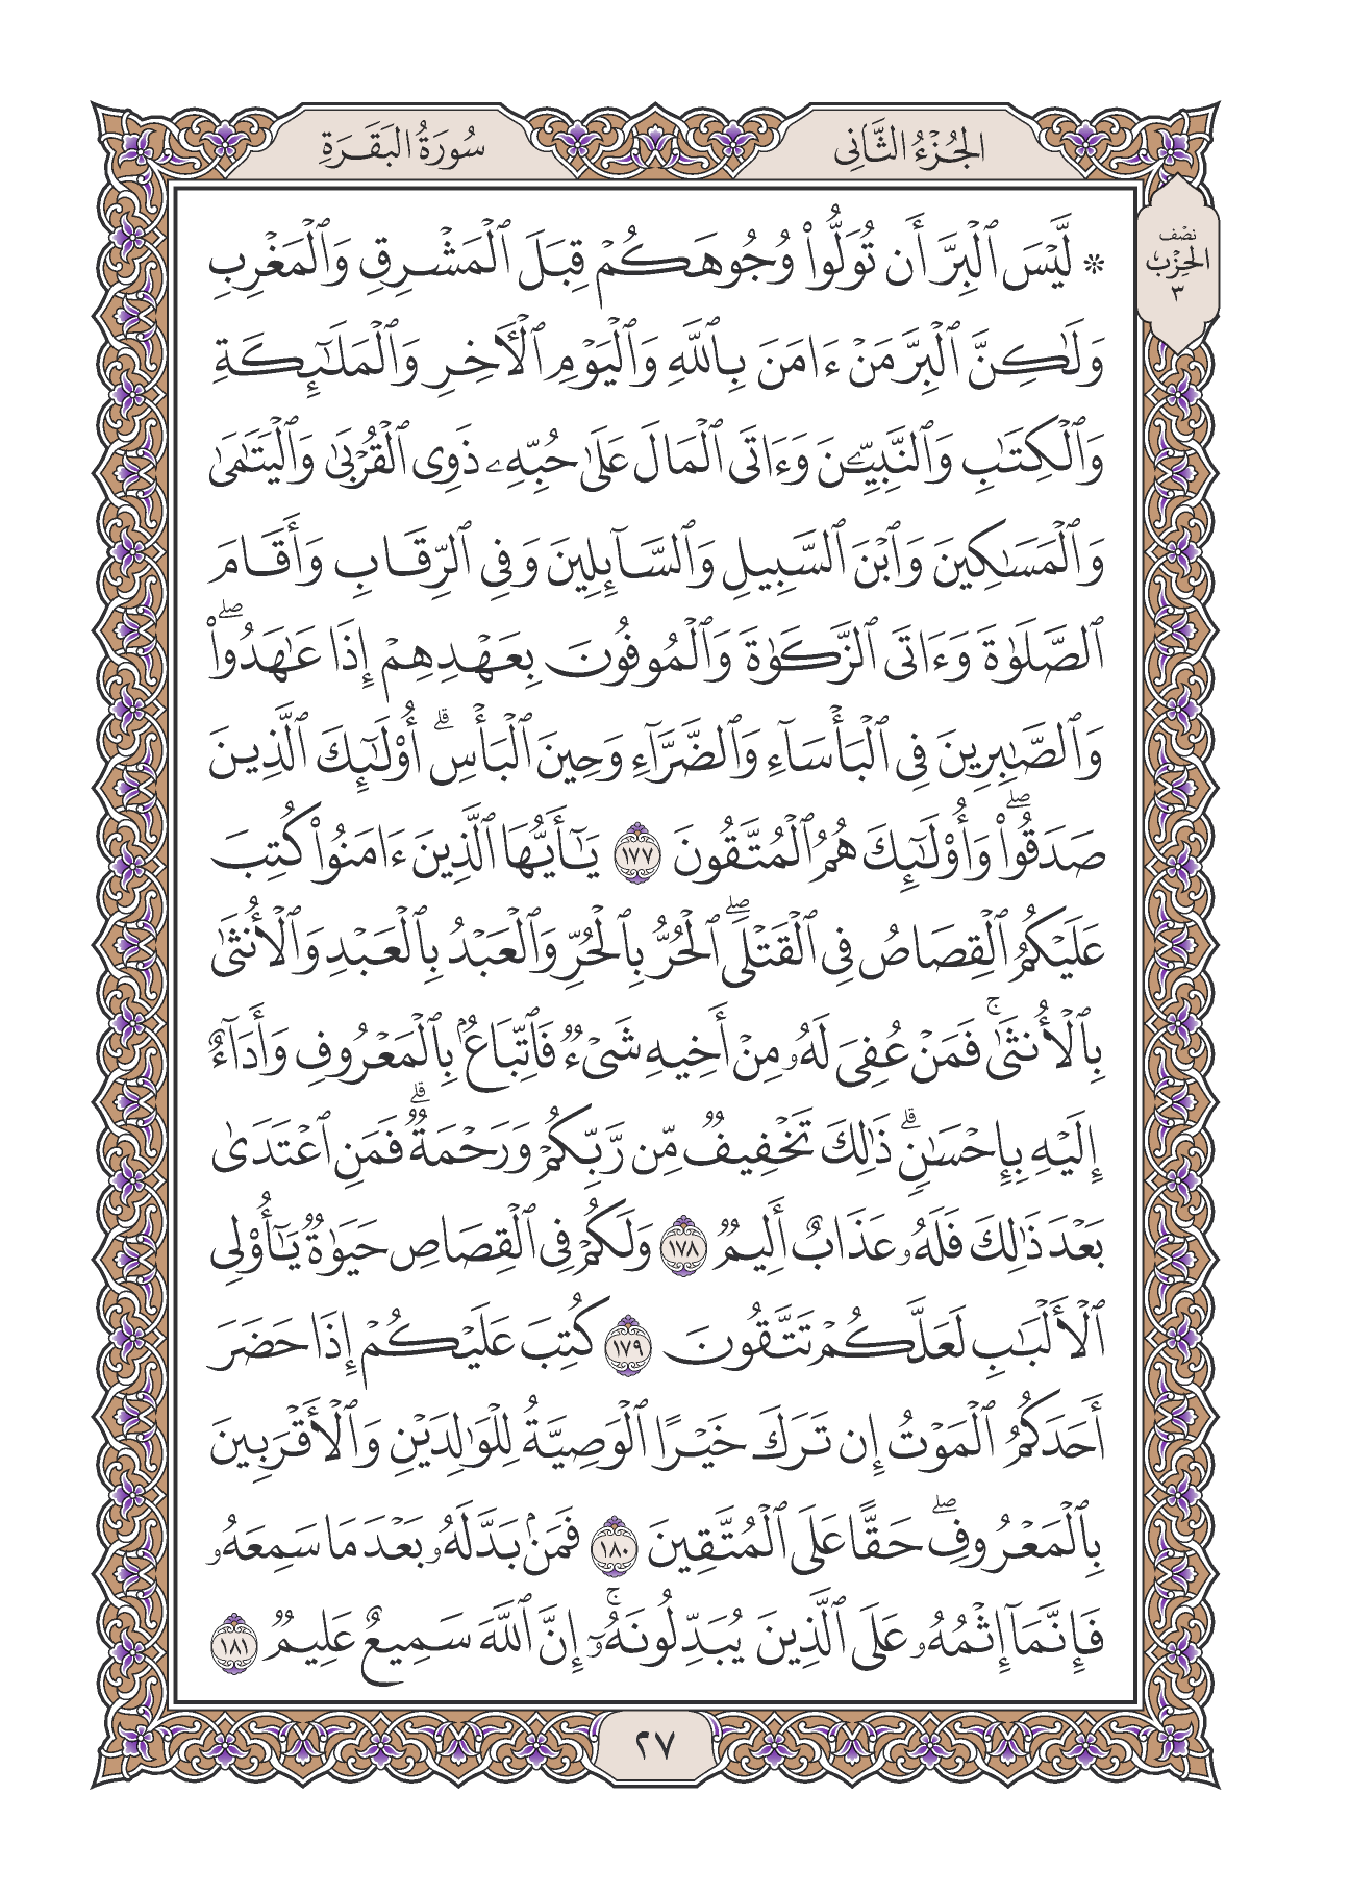 الجُزْءُ الثَّانِي
سُورَةُ البَقَرَةِ
نصف
الحِزْبُ
٣
۞ لَّيۡسَ ٱلۡبِرَّ أَن تُوَلُّواْ وُجُوهَكُمۡ قِبَلَ ٱلۡمَشۡرِقِ وَٱلۡمَغۡرِبِ
وَلَٰكِنَّ ٱلۡبِرَّ مَنۡ ءَامَنَ بِٱللَّهِ وَٱلۡيَوۡمِ ٱلۡأٓخِرِ وَٱلۡمَلَٰٓئِكَةِ
وَٱلۡكِتَٰبِ وَٱلنَّبِيِّـۧنَ وَءَاتَى ٱلۡمَالَ عَلَىٰ حُبِّهِۦ ذَوِي ٱلۡقُرۡبَىٰ وَٱلۡيَتَٰمَىٰ
وَٱلۡمَسَٰكِينَ وَٱبۡنَ ٱلسَّبِيلِ وَٱلسَّآئِلِينَ وَفِي ٱلرِّقَابِ وَأَقَامَ
ٱلصَّلَوٰةَ وَءَاتَى ٱلزَّكَوٰةَ وَٱلۡمُوفُونَ بِعَهۡدِهِمۡ إِذَا عَٰهَدُواْۖ
وَٱلصَّٰبِرِينَ فِي ٱلۡبَأۡسَآءِ وَٱلضَّرَّآءِ وَحِينَ ٱلۡبَأۡسِۗ أُوْلَٰٓئِكَ ٱلَّذِينَ
صَدَقُواْۖ وَأُوْلَٰٓئِكَ هُمُ ٱلۡمُتَّقُونَ ١٧٧ يَٰٓأَيُّهَا ٱلَّذِينَ ءَامَنُواْ كُتِبَ
عَلَيۡكُمُ ٱلۡقِصَاصُ فِي ٱلۡقَتۡلَىۖ ٱلۡحُرُّ بِٱلۡحُرِّ وَٱلۡعَبۡدُ بِٱلۡعَبۡدِ وَٱلۡأُنثَىٰ
بِٱلۡأُنثَىٰۚ فَمَنۡ عُفِيَ لَهُۥ مِنۡ أَخِيهِ شَيۡءٞ فَٱتِّبَاعُۢ بِٱلۡمَعۡرُوفِ وَأَدَآءٌ
إِلَيۡهِ بِإِحۡسَٰنٖۗ ذَٰلِكَ تَخۡفِيفٞ مِّن رَّبِّكُمۡ وَرَحۡمَةٞۗ فَمَنِ ٱعۡتَدَىٰ
بَعۡدَ ذَٰلِكَ فَلَهُۥ عَذَابٌ أَلِيمٞ ١٧٨ وَلَكُمۡ فِي ٱلۡقِصَاصِ حَيَوٰةٞ يَٰٓأُوْلِي
ٱلۡأَلۡبَٰبِ لَعَلَّكُمۡ تَتَّقُونَ ١٧٩ كُتِبَ عَلَيۡكُمۡ إِذَا حَضَرَ
أَحَدَكُمُ ٱلۡمَوۡتُ إِن تَرَكَ خَيۡرًا ٱلۡوَصِيَّةُ لِلۡوَٰلِدَيۡنِ وَٱلۡأَقۡرَبِينَ
بِٱلۡمَعۡرُوفِۖ حَقًّا عَلَى ٱلۡمُتَّقِينَ ١٨٠ فَمَنۢ بَدَّلَهُۥ بَعۡدَ مَا سَمِعَهُۥ
فَإِنَّمَآ إِثۡمُهُۥ عَلَى ٱلَّذِينَ يُبَدِّلُونَهُۥٓۚ إِنَّ ٱللَّهَ سَمِيعٌ عَلِيمٞ ١٨١
٢٧